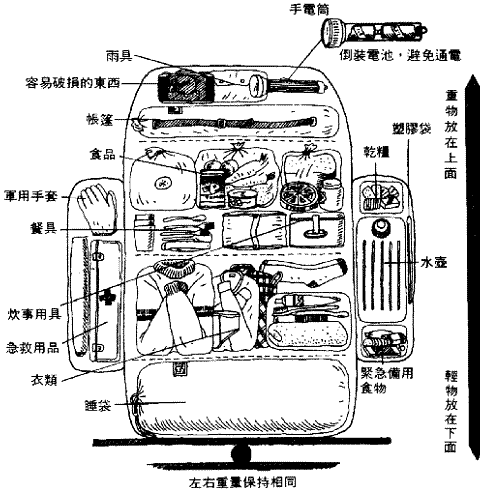 手電筒
倒裝電池，避免通電
雨具
容易破損的東西
帳篷
食品
軍用手套
餐具
炊事用具
急救用品
衣類
睡袋
塑膠袋
乾糧
水壺
緊急備用
食物
重物放在上面
輕物放在下面
左右重量保持相同